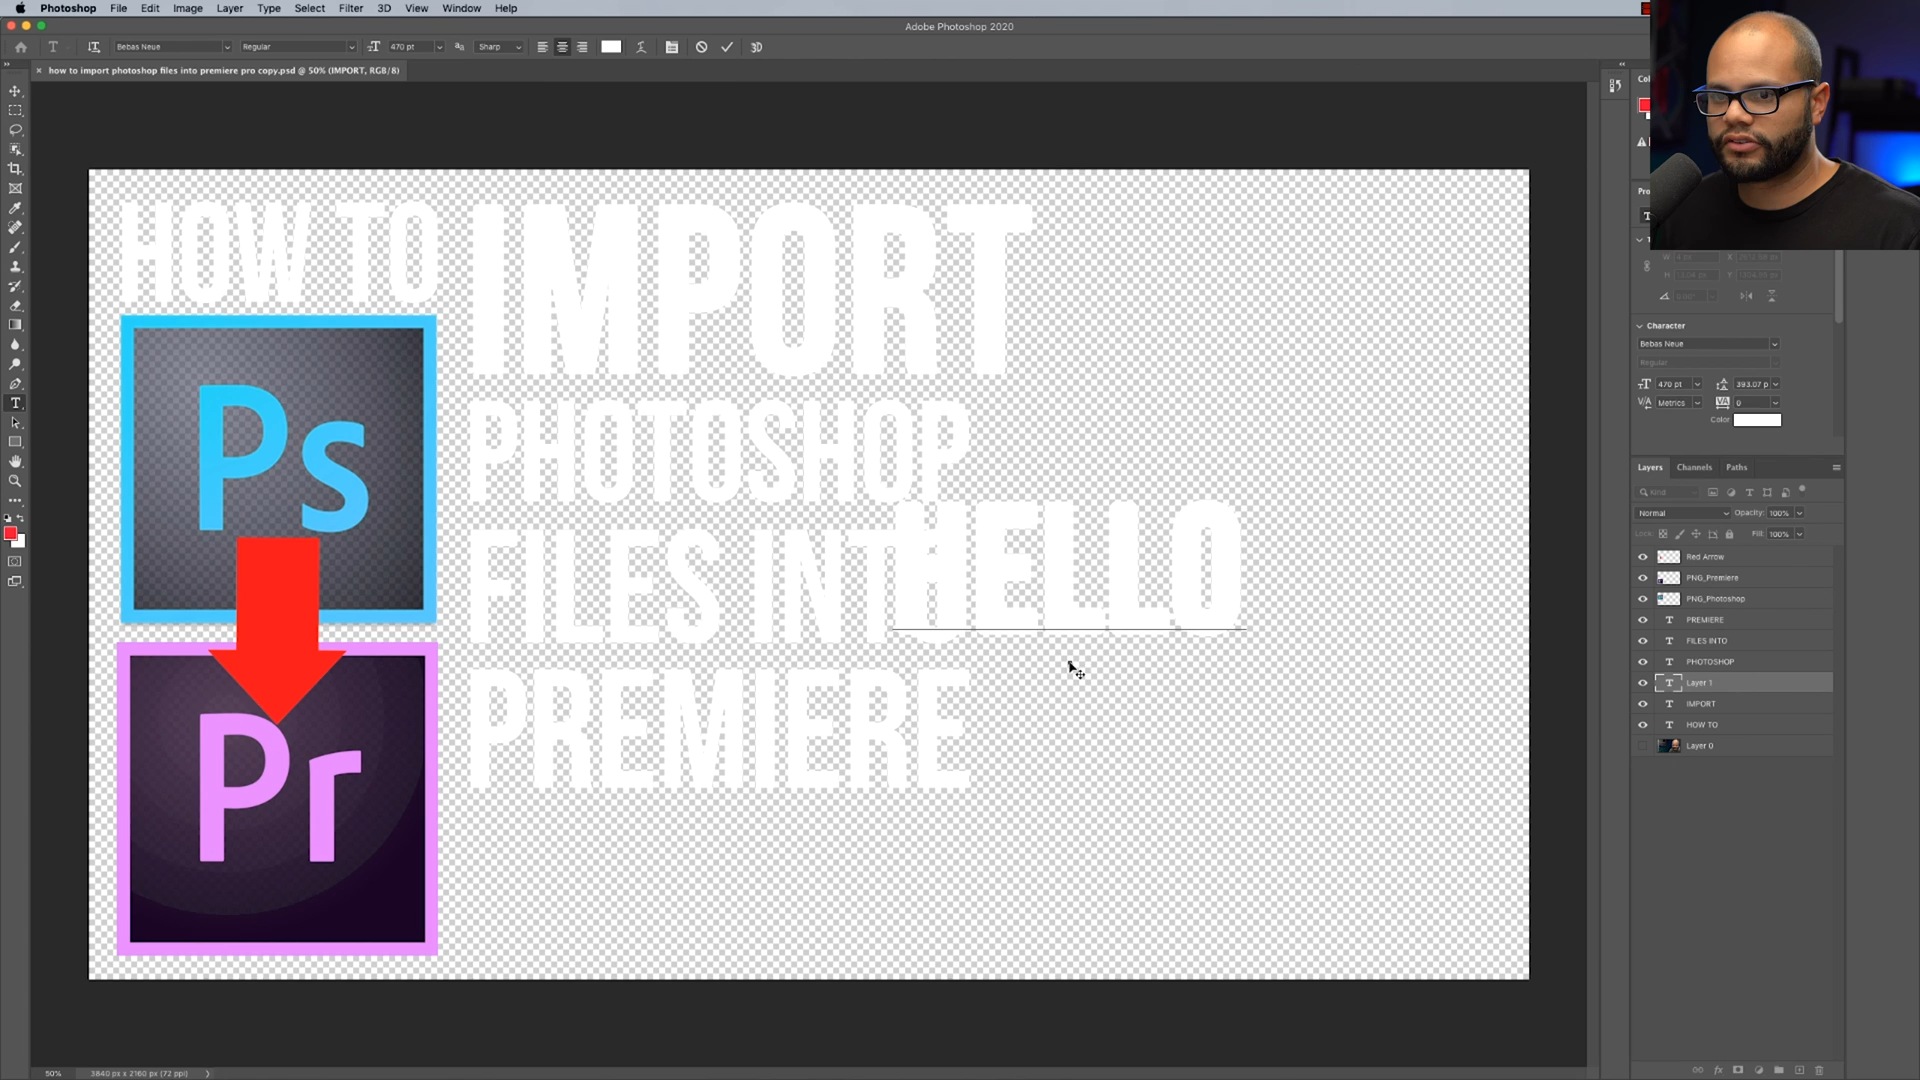 Photoshop File Edit Image Layer Type Select Filter 3D View Window Help
Adobe Photoshop 2020
Bebas Neue Regular 470 pt Sharp 3D
how to import photoshop files into premiere pro copy.psd @ 50% (IMPORT, RGB/8)
HOW TO IMPORT
PHOTOSHOP
FILES INTO
HELLO
PREMIERE
Ps
Pr
Character
Bebas Neue
Regular
470 pt 393.07 p
Metrics 0
Color
Layers Channels Paths
Kind
Normal Opacity: 100%
Lock: Fill: 100%
Red Arrow
PNG_Premiere
PNG_Photoshop
PREMIERE
FILES INTO
PHOTOSHOP
Layer 1
IMPORT
HOW TO
Layer 0
50% 3840 px x 2160 px (72 ppi)